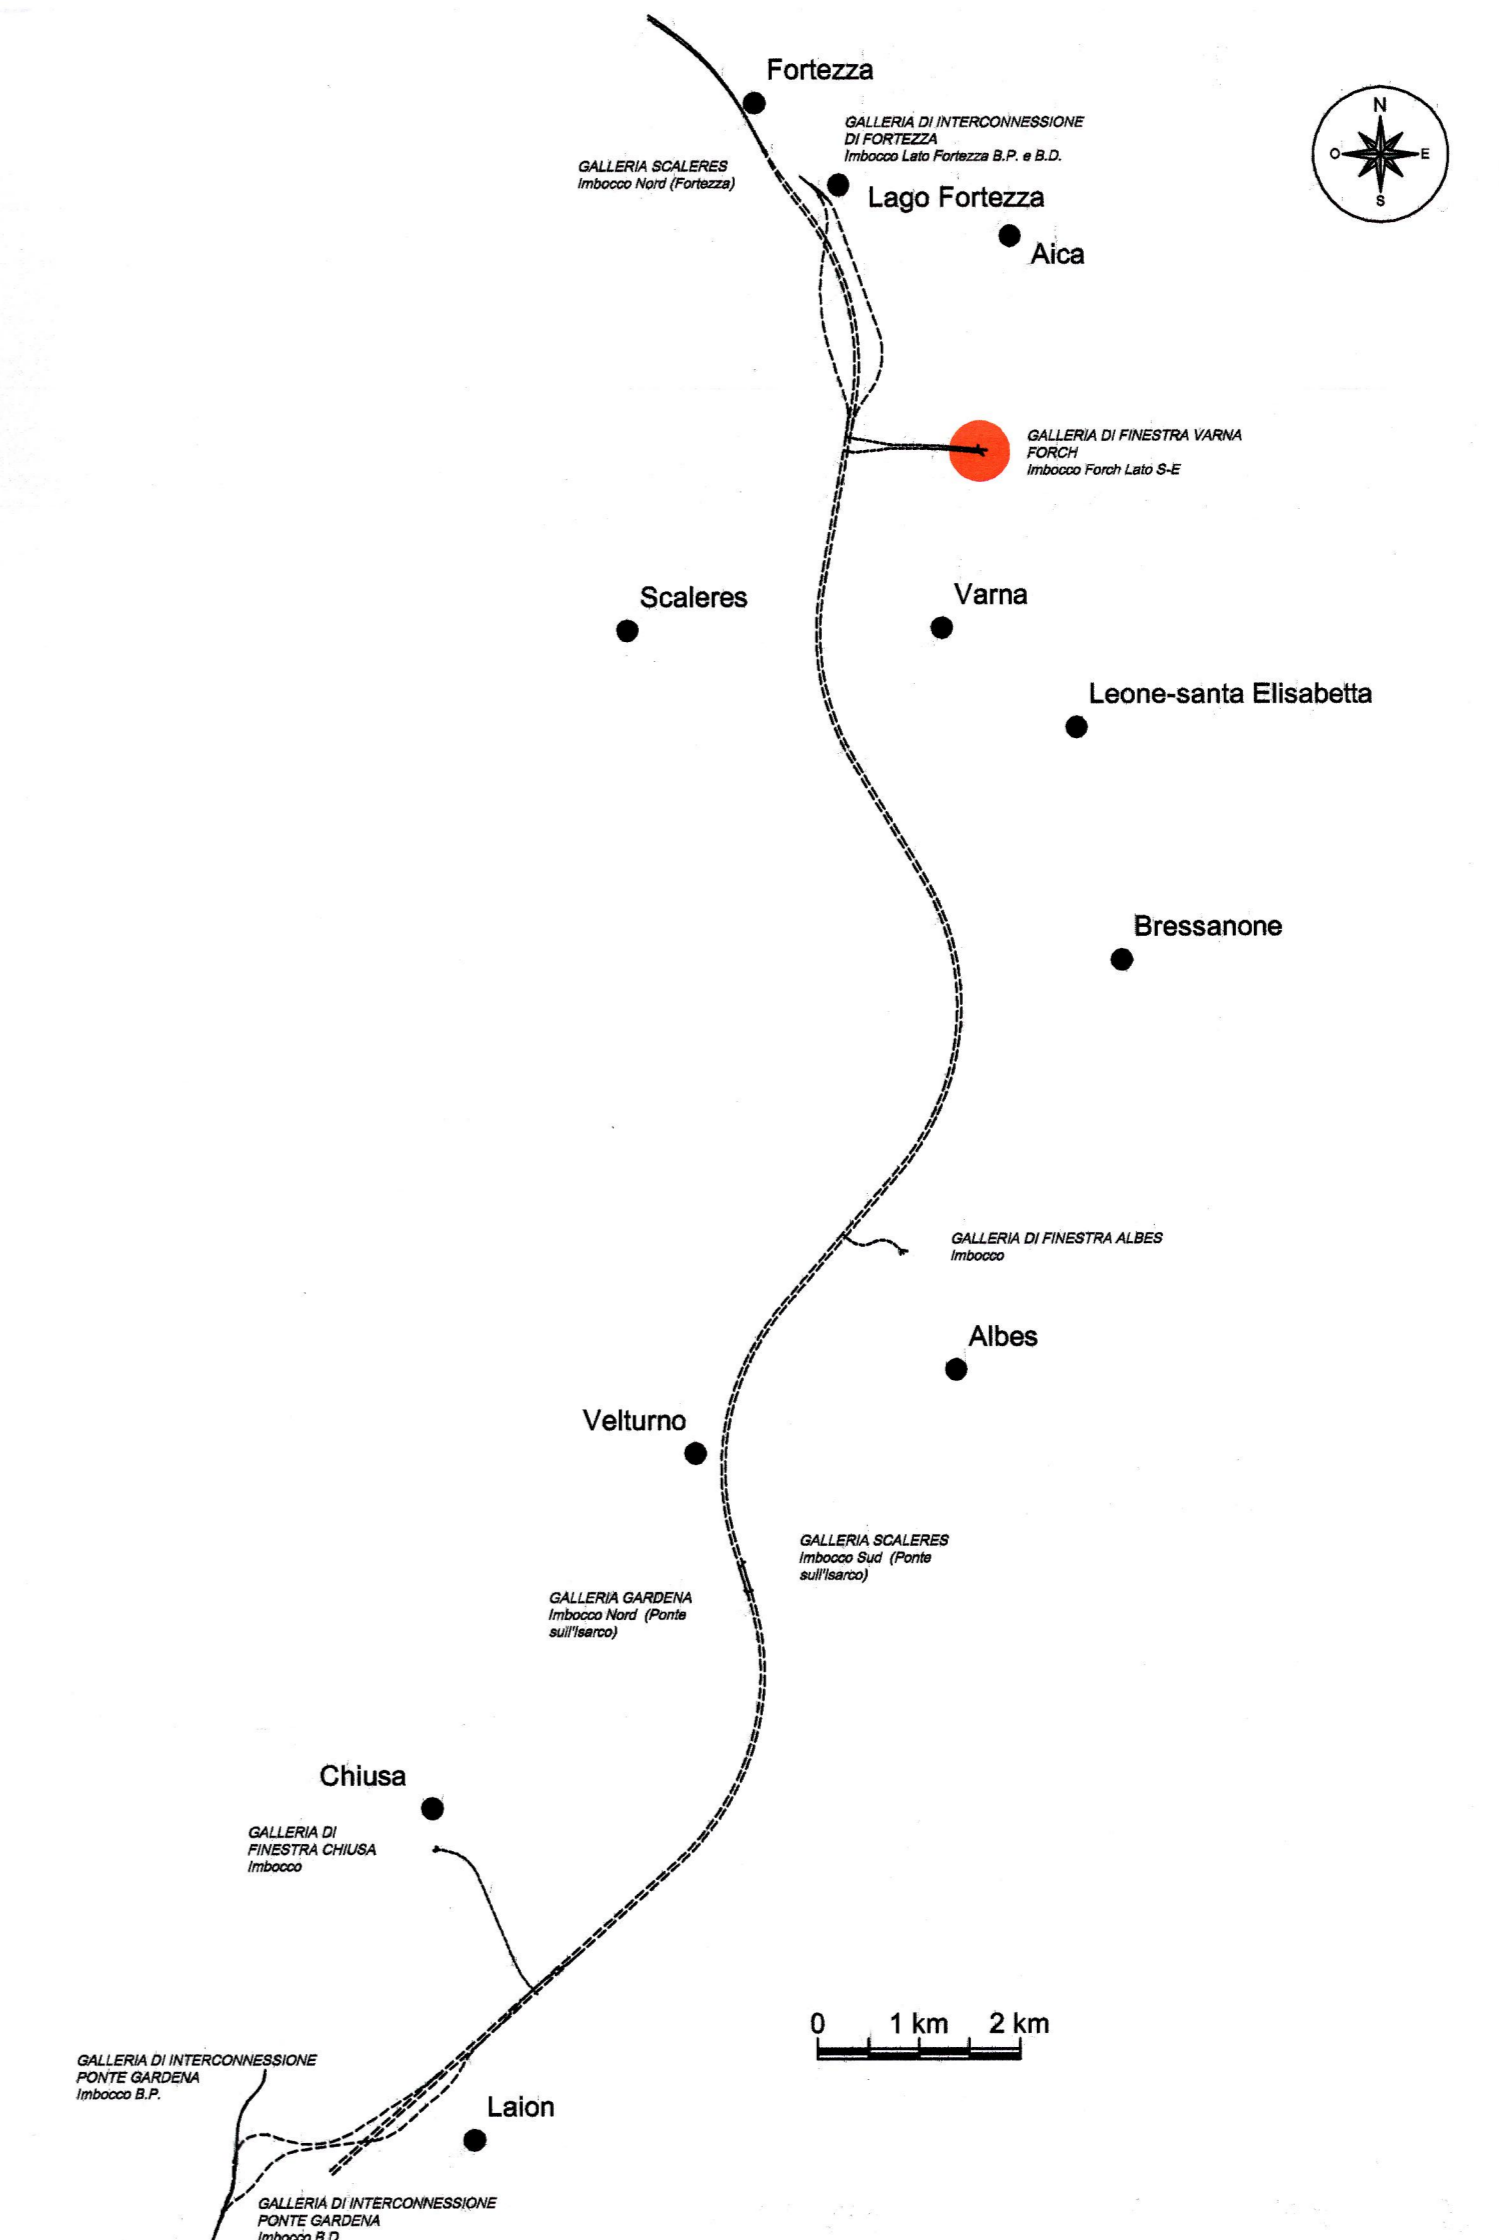 Fortezza
GALLERIA DI INTERCONNESSIONE
DI FORTEZZA
Imbocco Lato Fortezza B.P. e B.D.
N
O
E
S
GALLERIA SCALERES
Imbocco Nord (Fortezza)
Lago Fortezza
Aica
GALLERIA DI FINESTRA VARNA
FORCH
Imbocco Forch Lato S-E
Scaleres
Varna
Leone-santa Elisabetta
Bressanone
GALLERIA DI FINESTRA ALBES
Imbocco
Albes
Velturno
GALLERIA SCALERES
Imbocco Sud (Ponte
sull'Isarco)
GALLERIA GARDENA
Imbocco Nord (Ponte
sull'Isarco)
Chiusa
GALLERIA DI
FINESTRA CHIUSA
Imbocco
0 1 km 2 km
GALLERIA DI INTERCONNESSIONE
PONTE GARDENA
Imbocco B.P.
Laion
GALLERIA DI INTERCONNESSIONE
PONTE GARDENA
Imbocco B.D.